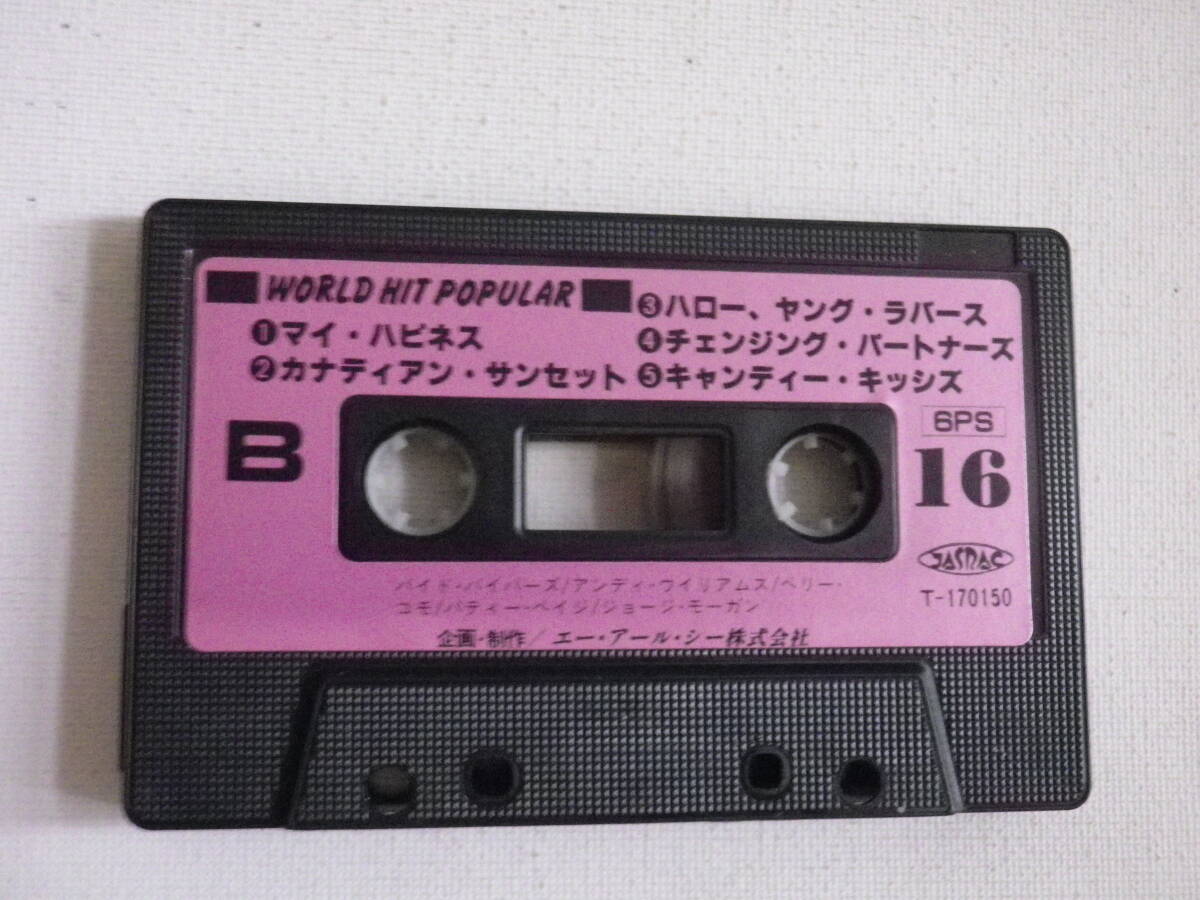 WORLD HIT POPULAR
❶マイ・ハピネス
❷カナディアン・サンセット
❸ハロー、ヤング・ラバース
❹チェンジング・パートナーズ
❺キャンディー・キッシズ
B
6PS
16
JASRAC
T-170150
パイド・パイパーズ/アンディ・ウイリアムス/ペリー・
コモ/パティー・ペイジ/ジョージ・モーガン
企画・制作/エー・アール・シー株式会社